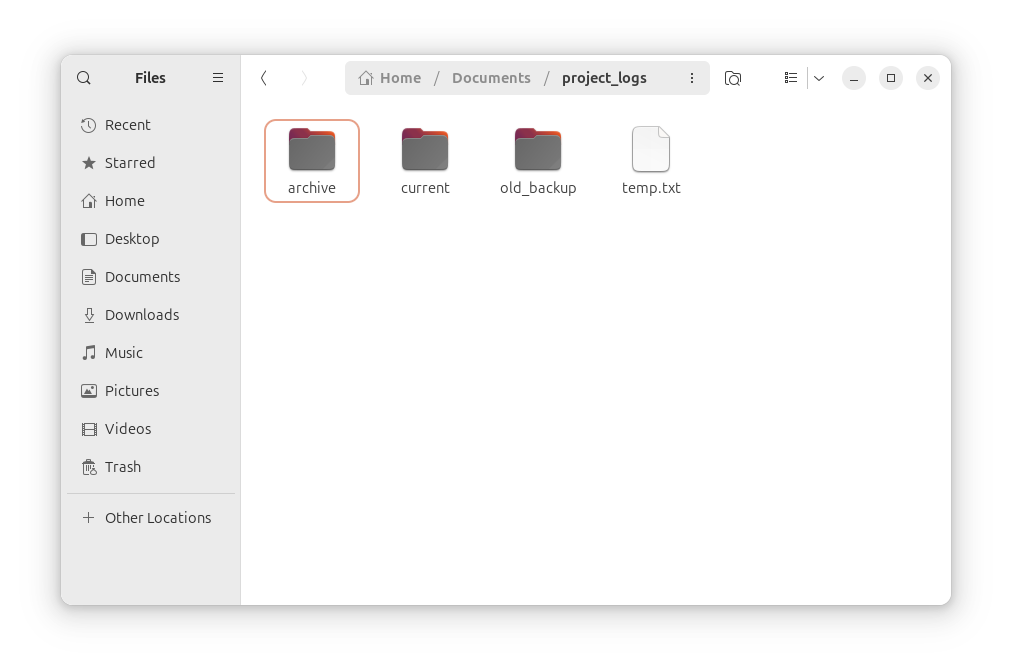 Files
Home / Documents / project_logs
Recent
Starred
Home
Desktop
Documents
Downloads
Music
Pictures
Videos
Trash
Other Locations
archive
current
old_backup
temp.txt